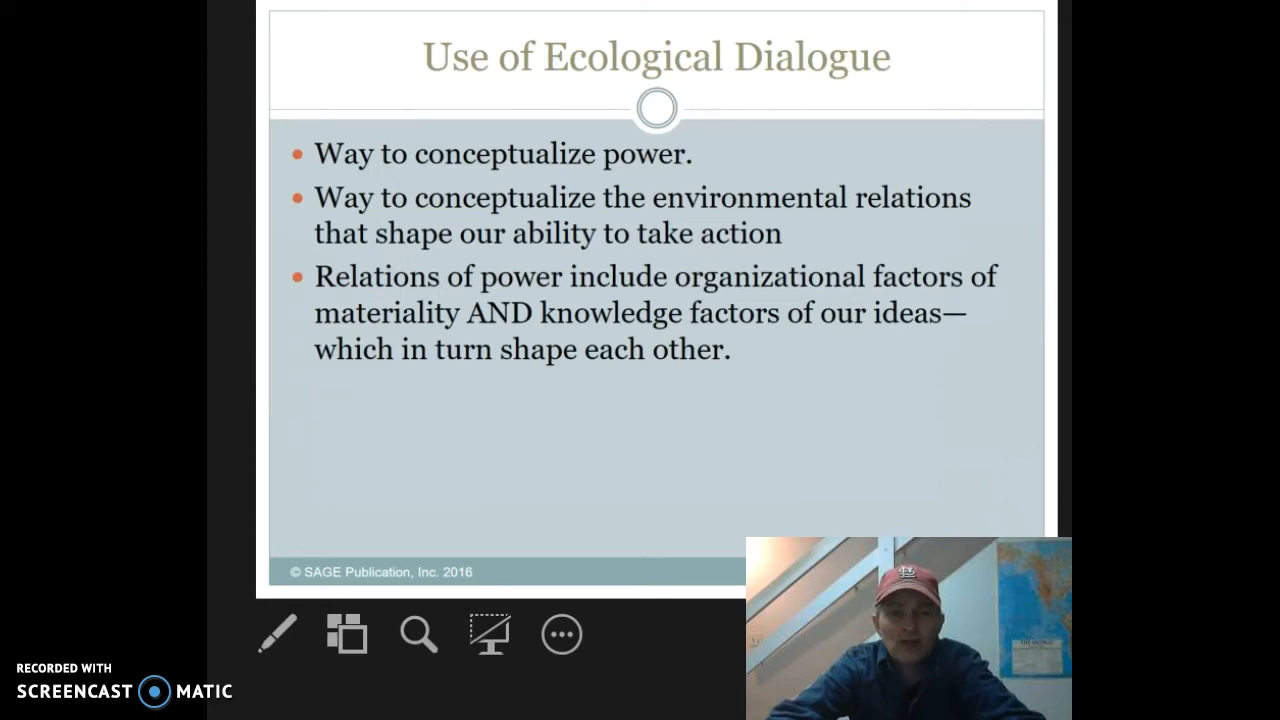 Use of Ecological Dialogue
Way to conceptualize power.
Way to conceptualize the environmental relations
that shape our ability to take action
Relations of power include organizational factors of
materiality AND knowledge factors of our ideas—
which in turn shape each other.
© SAGE Publication, Inc. 2016
RECORDED WITH
SCREENCAST MATIC